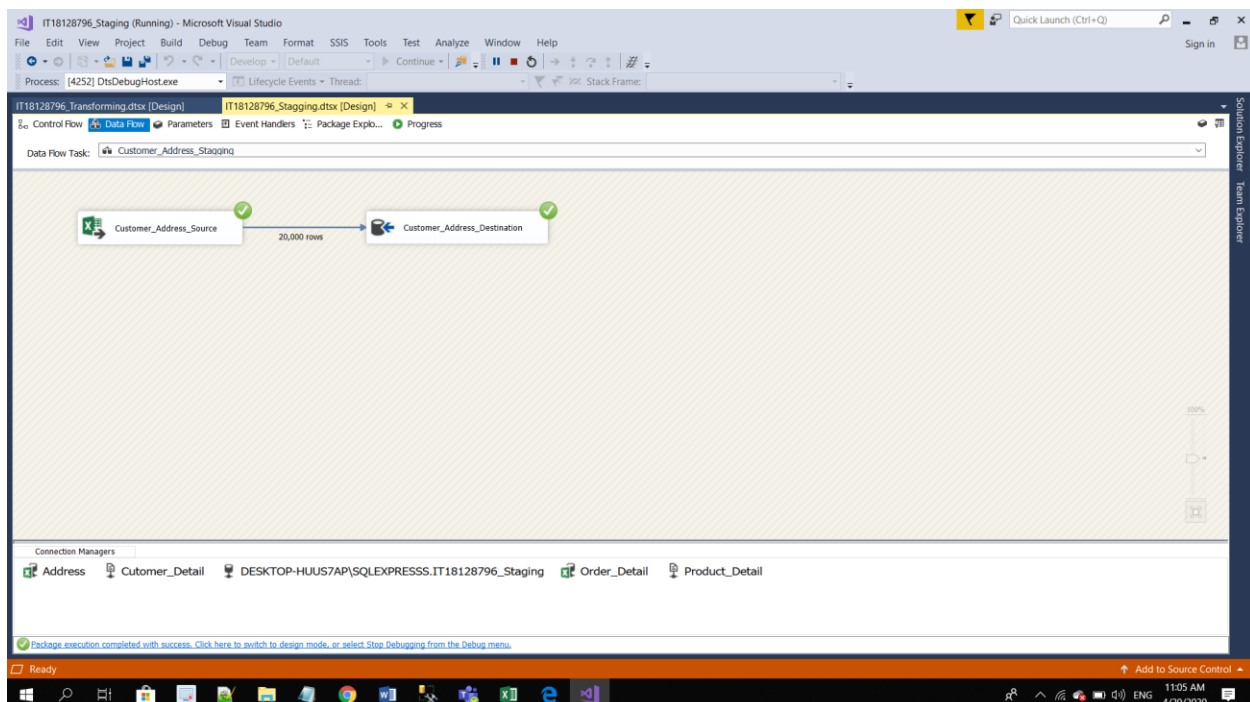 IT18128796_Staging (Running) - Microsoft Visual Studio
Quick Launch (Ctrl+Q)
File Edit View Project Build Debug Team Format SSIS Tools Test Analyze Window Help
Sign in
Develop Default Continue
Process: [4252] DtsDebugHost.exe Lifecycle Events Thread: Stack Frame:
IT18128796_Transforming.dtsx [Design] IT18128796_Stagging.dtsx [Design]
Control Flow Data Flow Parameters Event Handlers Package Explo... Progress
Data Flow Task: Customer_Address_Stagging
Solution Explorer
Team Explorer
Customer_Address_Source
20,000 rows
Customer_Address_Destination
100%
Connection Managers
Address Cutomer_Detail DESKTOP-HUUS7AP\SQLEXPRESSS.IT18128796_Staging Order_Detail Product_Detail
Package execution completed with success. Click here to switch to design mode, or select Stop Debugging from the Debug menu.
Ready
Add to Source Control
ENG
11:05 AM
4/29/2020